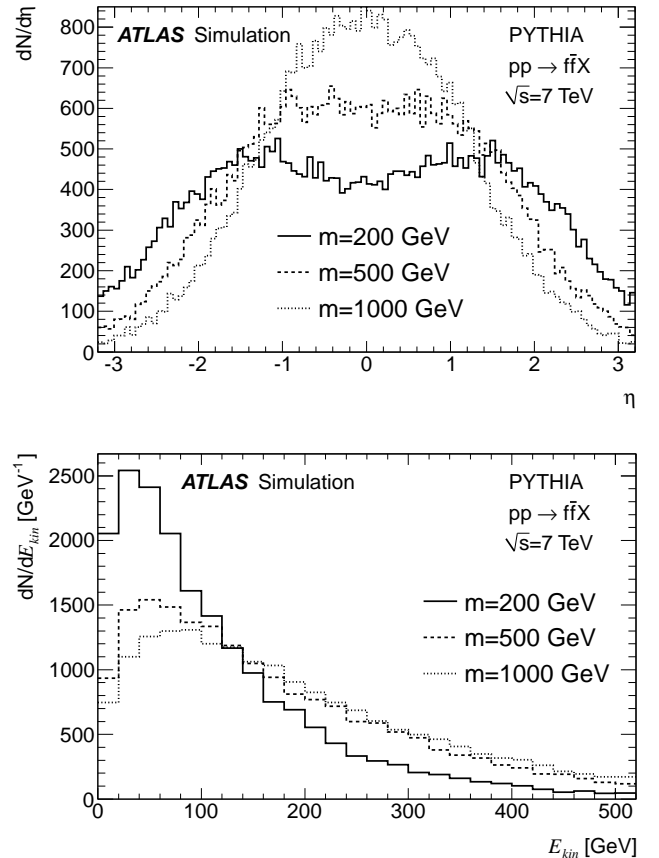 dN/dη
800
700
600
500
400
300
200
100
0
ATLAS Simulation
PYTHIA
pp → ff̄X
√s=7 TeV
m=200 GeV
m=500 GeV
m=1000 GeV
-3 -2 -1 0 1 2 3
η
dN/dE_kin [GeV⁻¹]
2500
2000
1500
1000
500
0
ATLAS Simulation
PYTHIA
pp → ff̄X
√s=7 TeV
m=200 GeV
m=500 GeV
m=1000 GeV
0 100 200 300 400 500
E_kin [GeV]